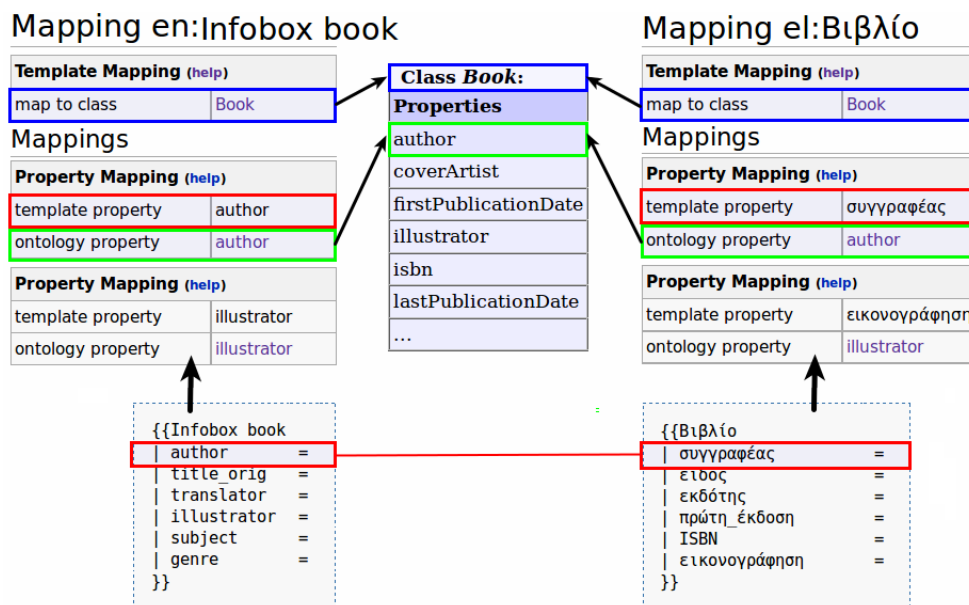 Mapping en:Infobox book
Template Mapping (help)
map to class Book
Mappings
Property Mapping (help)
template property author
ontology property author
Property Mapping (help)
template property illustrator
ontology property illustrator
{{Infobox book
| author =
| title_orig =
| translator =
| illustrator =
| subject =
| genre =
}}
Class Book:
Properties
author
coverArtist
firstPublicationDate
illustrator
isbn
lastPublicationDate
...
=
Mapping el:Βιβλίο
Template Mapping (help)
map to class Book
Mappings
Property Mapping (help)
template property συγγραφέας
ontology property author
Property Mapping (help)
template property εικονογράφηση
ontology property illustrator
{{Βιβλίο
| συγγραφέας =
| είδος =
| εκδότης =
| πρώτη_έκδοση =
| ISBN =
| εικονογράφηση =
}}